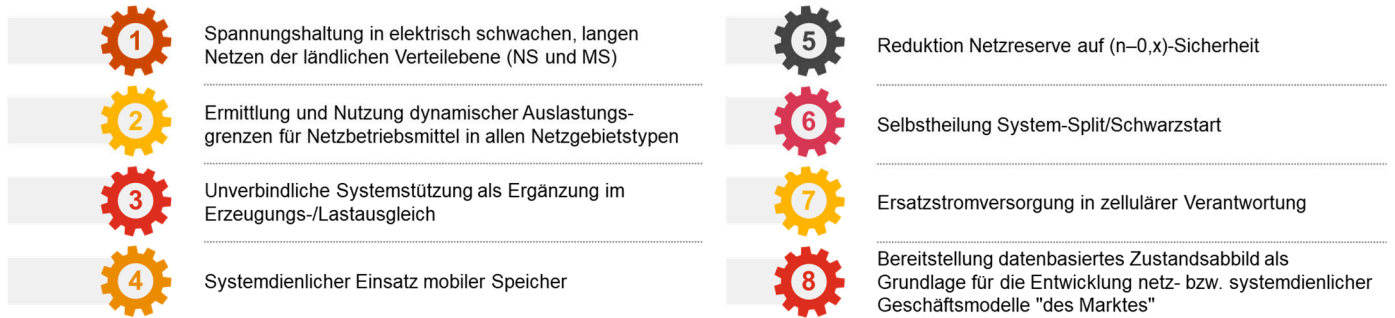 1
Spannungshaltung in elektrisch schwachen, langen
Netzen der ländlichen Verteilebene (NS und MS)
2
Ermittlung und Nutzung dynamischer Auslastungs-
grenzen für Netzbetriebsmittel in allen Netzgebietstypen
3
Unverbindliche Systemstützung als Ergänzung im
Erzeugungs-/Lastausgleich
4
Systemdienlicher Einsatz mobiler Speicher
5
Reduktion Netzreserve auf (n–0,x)-Sicherheit
6
Selbstheilung System-Split/Schwarzstart
7
Ersatzstromversorgung in zellulärer Verantwortung
8
Bereitstellung datenbasiertes Zustandsabbild als
Grundlage für die Entwicklung netz- bzw. systemdienlicher
Geschäftsmodelle "des Marktes"